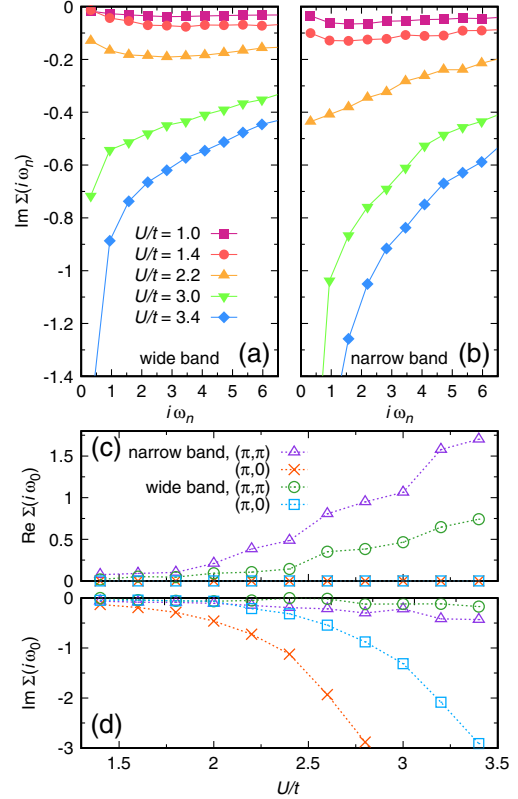 0
-0.2
-0.4
-0.6
-0.8
-1
-1.2
-1.4
Im Σ(iωn)
U/t = 1.0
U/t = 1.4
U/t = 2.2
U/t = 3.0
U/t = 3.4
wide band (a)
narrow band (b)
0 1 2 3 4 5 6
0 1 2 3 4 5 6
iωn
iωn
(c)
narrow band, (π,π)
(π,0)
wide band, (π,π)
(π,0)
1.5
1
0.5
0
Re Σ(iω0)
0
-1
-2
-3
Im Σ(iω0)
(d)
1.5 2 2.5 3 3.5
U/t